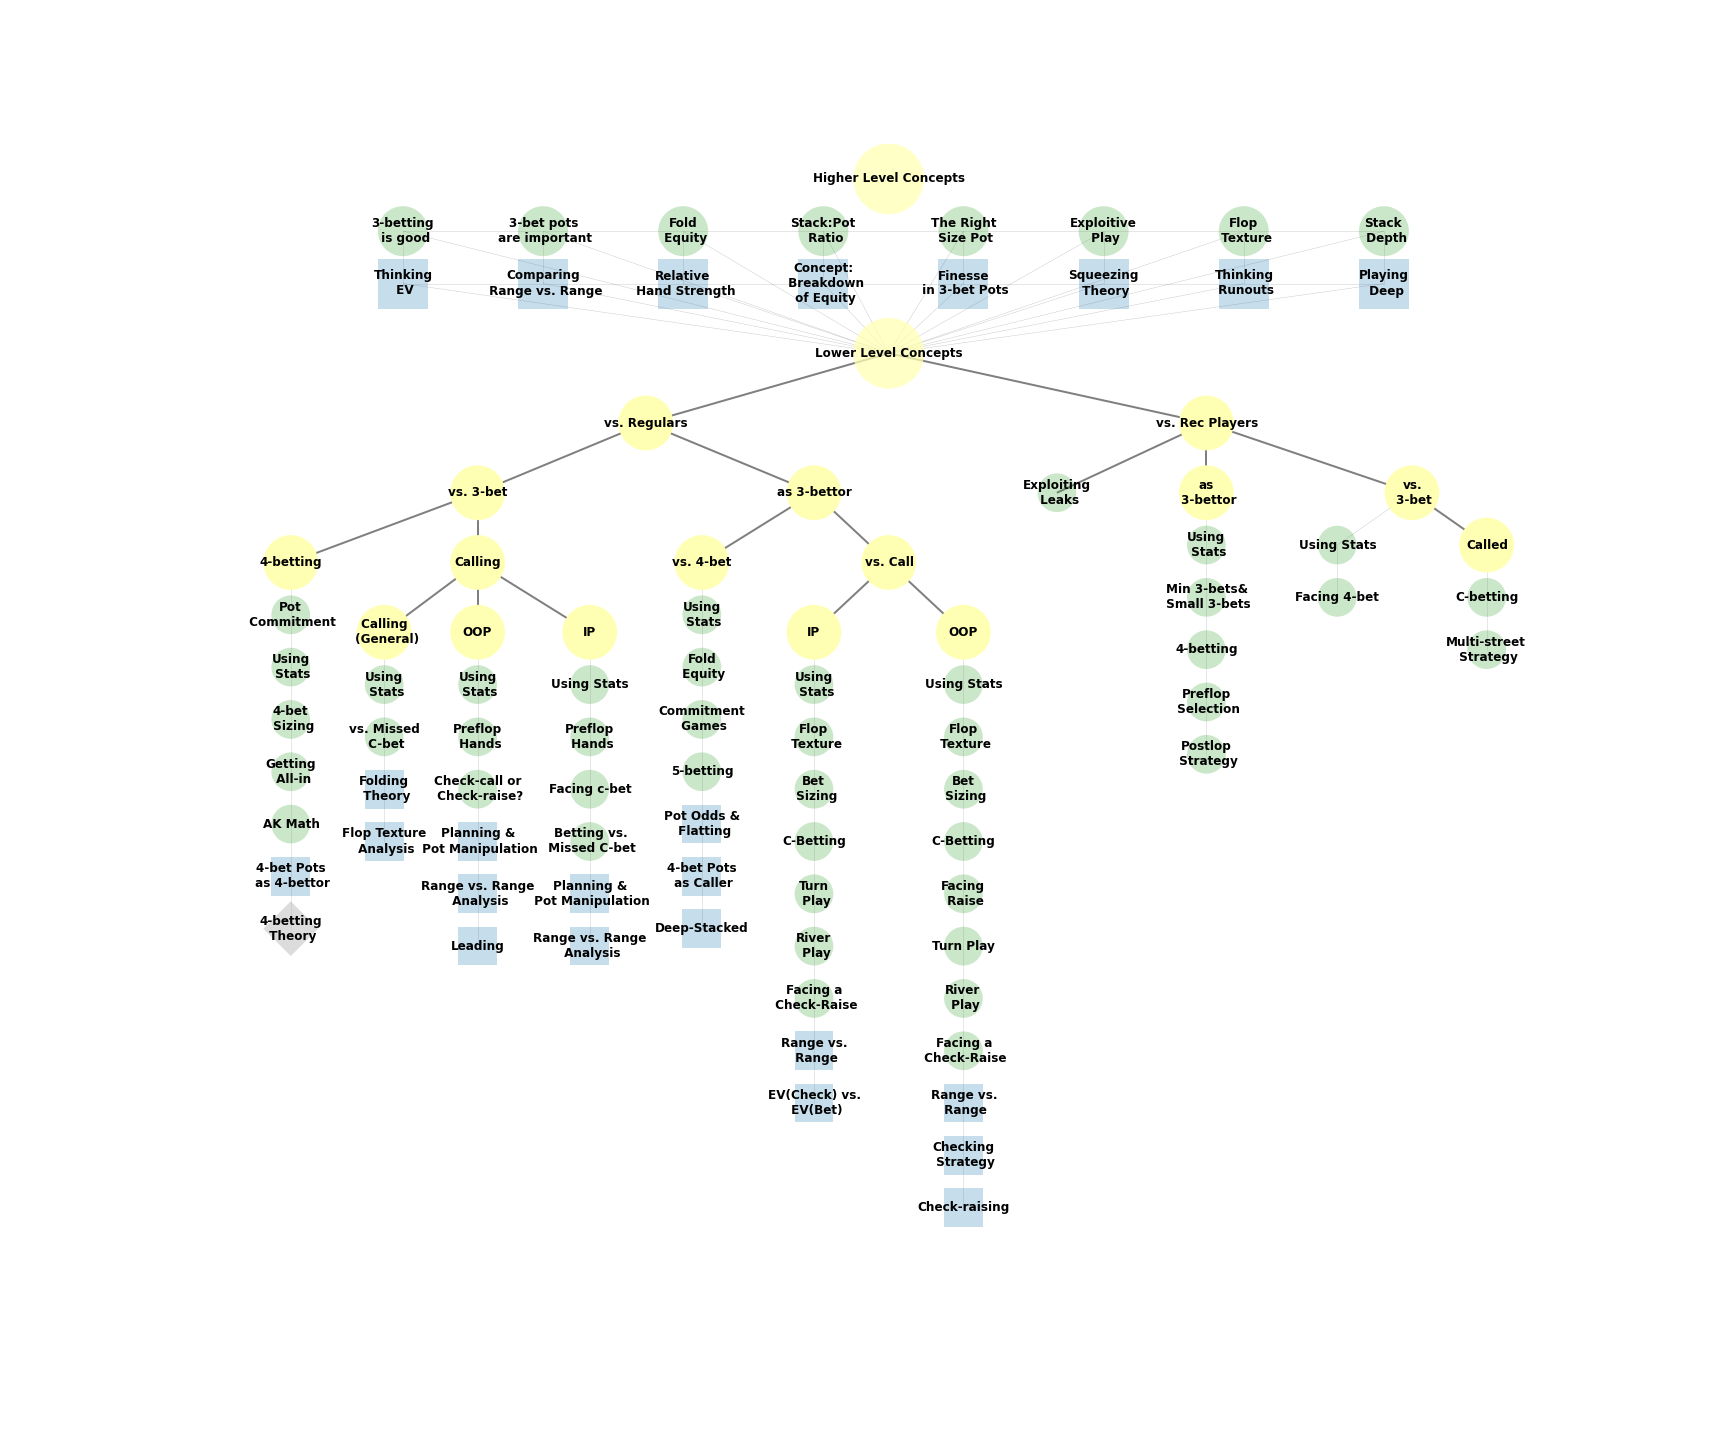 Higher Level Concepts
3-betting
is good
3-bet pots
are important
Fold
Equity
Stack:Pot
Ratio
The Right
Size Pot
Exploitive
Play
Flop
Texture
Stack
Depth
Thinking
EV
Comparing
Range vs. Range
Relative
Hand Strength
Concept:
Breakdown
of Equity
Finesse
in 3-bet Pots
Squeezing
Theory
Thinking
Runouts
Playing
Deep
Lower Level Concepts
vs. Regulars
vs. Rec Players
vs. 3-bet
as 3-bettor
Exploiting
Leaks
as
3-bettor
vs.
3-bet
4-betting
Calling
vs. 4-bet
vs. Call
Pot
Commitment
Using
Stats
4-bet
Sizing
Getting
All-in
AK Math
4-bet Pots
as 4-bettor
4-betting
Theory
Calling
(General)
Using
Stats
vs. Missed
C-bet
Folding
Theory
Flop Texture
Analysis
OOP
Using
Stats
Preflop
Hands
Check-call or
Check-raise?
Planning &
Pot Manipulation
Range vs. Range
Analysis
Leading
IP
Using Stats
Preflop
Hands
Facing c-bet
Betting vs.
Missed C-bet
Planning &
Pot Manipulation
Range vs. Range
Analysis
Using
Stats
Fold
Equity
Commitment
Games
5-betting
Pot Odds &
Flatting
4-bet Pots
as Caller
Deep-Stacked
IP
Using
Stats
Flop
Texture
Bet
Sizing
C-Betting
Turn
Play
River
Play
Facing a
Check-Raise
Range vs.
Range
EV(Check) vs.
EV(Bet)
OOP
Using Stats
Flop
Texture
Bet
Sizing
C-Betting
Facing
Raise
Turn Play
River
Play
Facing a
Check-Raise
Range vs.
Range
Checking
Strategy
Check-raising
Using
Stats
Min 3-bets&
Small 3-bets
4-betting
Preflop
Selection
Postlop
Strategy
Using Stats
Facing 4-bet
Called
C-betting
Multi-street
Strategy